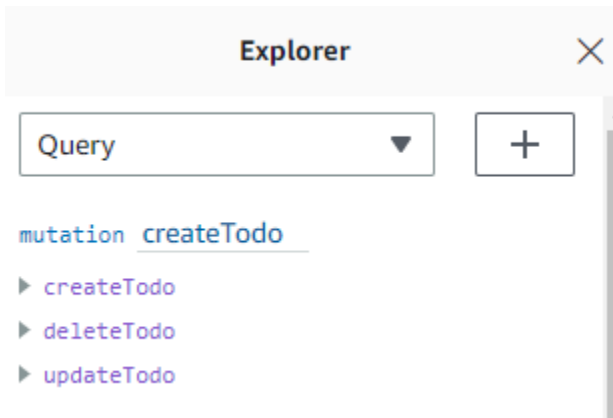 Explorer
Query
mutation createTodo
createTodo
deleteTodo
updateTodo